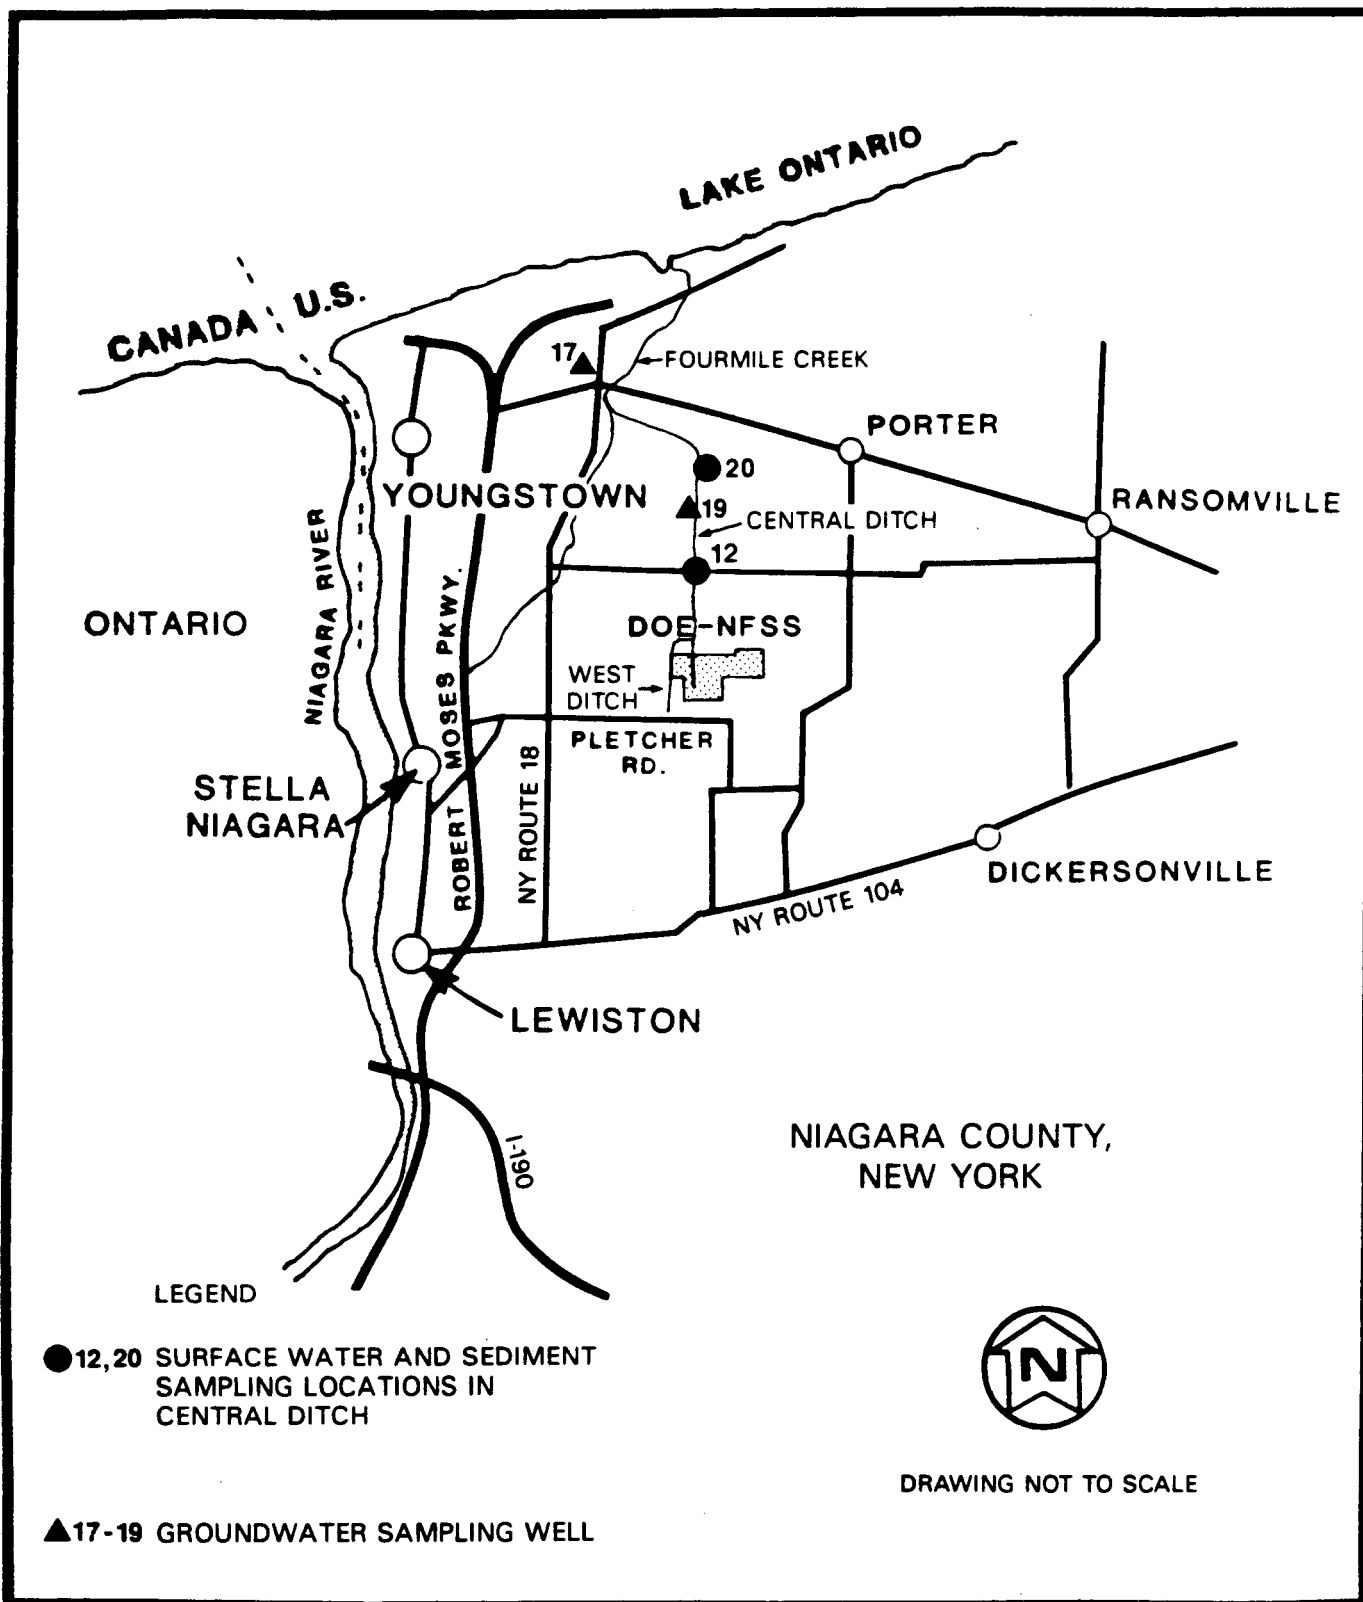 LAKE ONTARIO
CANADA
U.S.
17
FOURMILE CREEK
PORTER
20
YOUNGSTOWN
RANSOMVILLE
19
CENTRAL DITCH
12
NIAGARA RIVER
ONTARIO
DOE-NFSS
WEST
DITCH
ROBERT MOSES PKWY.
PLETCHER
RD.
NY ROUTE 18
STELLA
NIAGARA
DICKERSONVILLE
NY ROUTE 104
LEWISTON
I-190
NIAGARA COUNTY,
NEW YORK
LEGEND
12,20 SURFACE WATER AND SEDIMENT
SAMPLING LOCATIONS IN
CENTRAL DITCH
N
DRAWING NOT TO SCALE
17-19 GROUNDWATER SAMPLING WELL